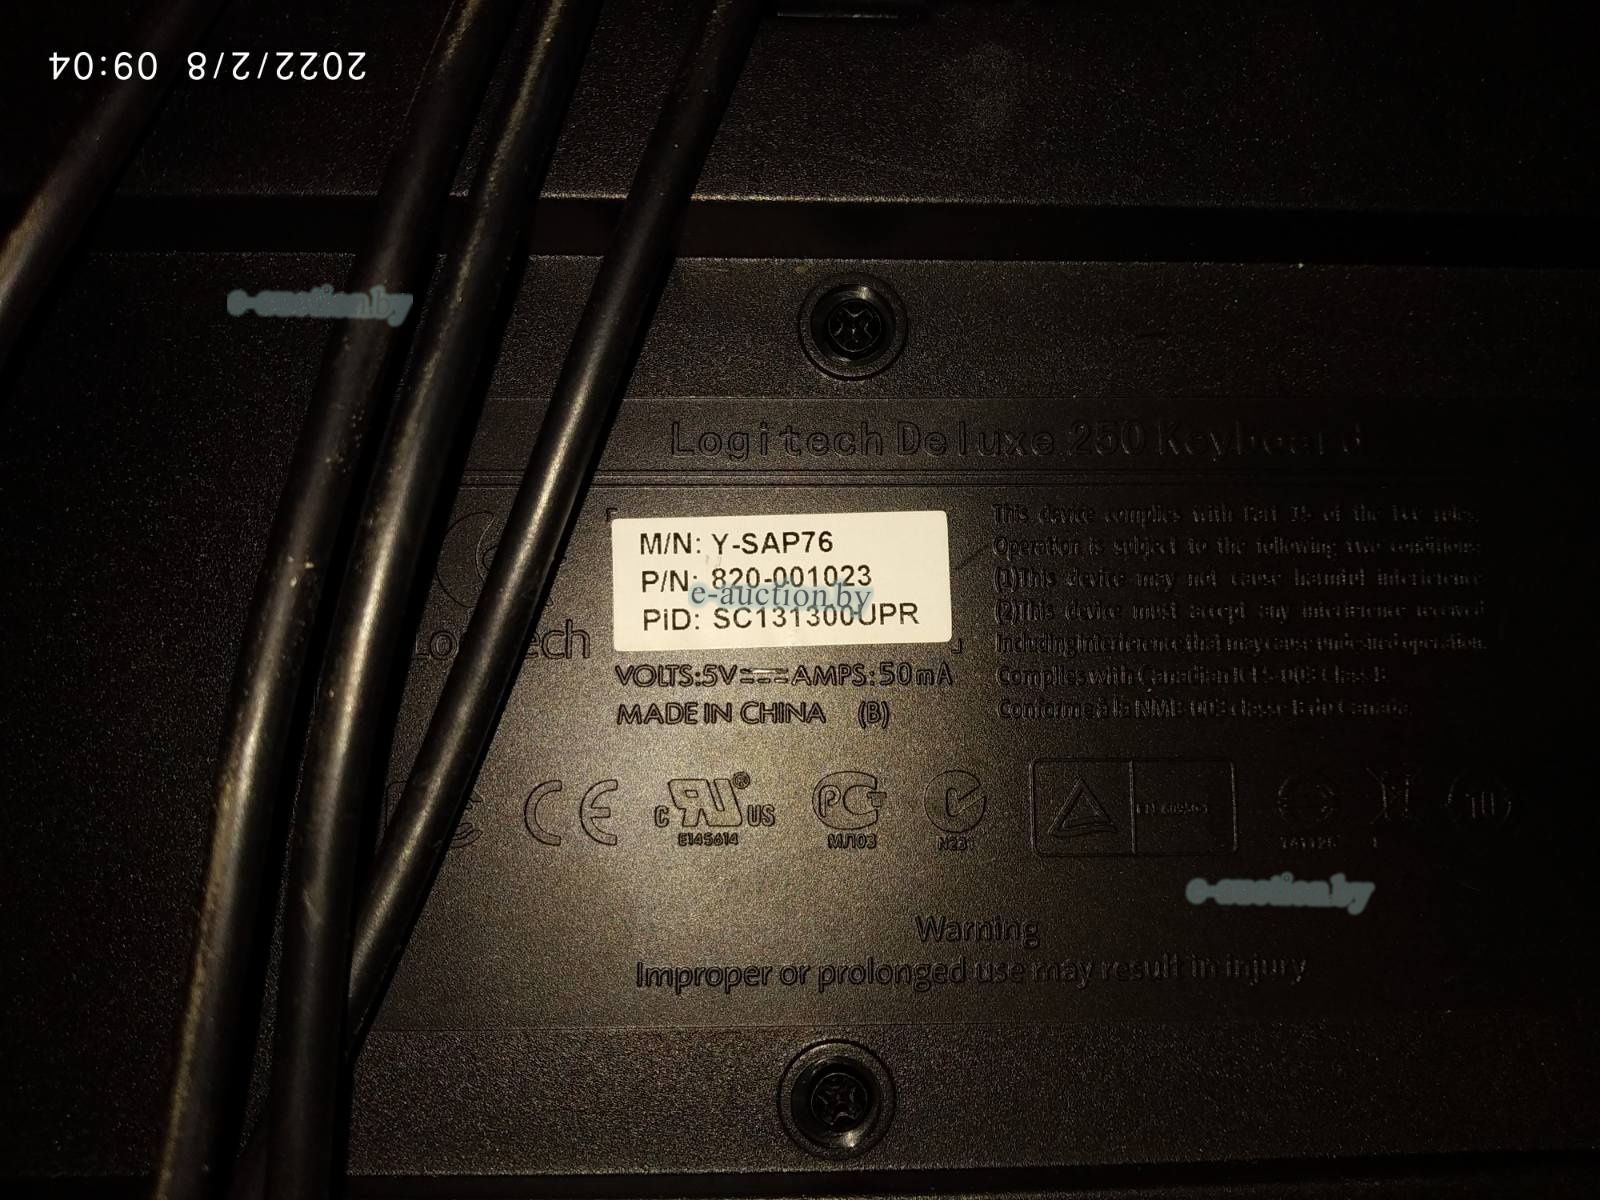 2022/2/8 09:04
e-auction.by
Logitech Deluxe 250 Keyboard
M/N: Y-SAP76
P/N: 820-001023
e-auction.by
PiD: SC131300UPR
Logitech
VOLTS:5V AMPS:50mA
MADE IN CHINA (B)
This device complies with Part 15 of the FCC rules.
Operation is subject to the following two conditions:
(1)This device may not cause harmful interference
(2)This device must accept any interference received
Including interference that may cause undesired operation.
Complies with Canadian ICES-003 Class B
Conforme à la NMB-003 classe B du Canada.
CE
C RU ® US
E145614
PCT
МЛ03
N23
10
e-auction.by
Warning
Improper or prolonged use may result in injury